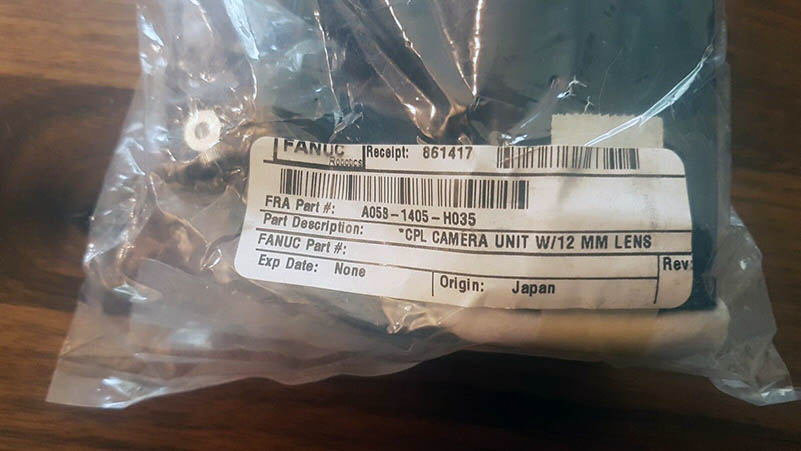 FANUC Robotics Receipt: 861417
FRA Part #: A05B-1405-H035
Part Description: *CPL CAMERA UNIT W/12 MM LENS
FANUC Part #:
Rev:
Exp Date: None
Origin: Japan